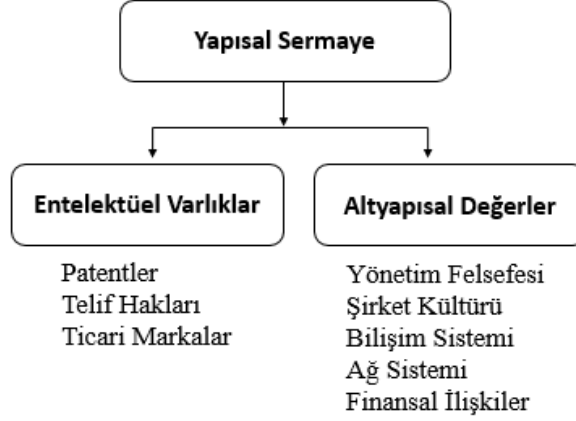 Yapısal Sermaye
Entelektüel Varlıklar
Patentler
Telif Hakları
Ticari Markalar
Altyapısal Değerler
Yönetim Felsefesi
Şirket Kültürü
Bilişim Sistemi
Ağ Sistemi
Finansal İlişkiler